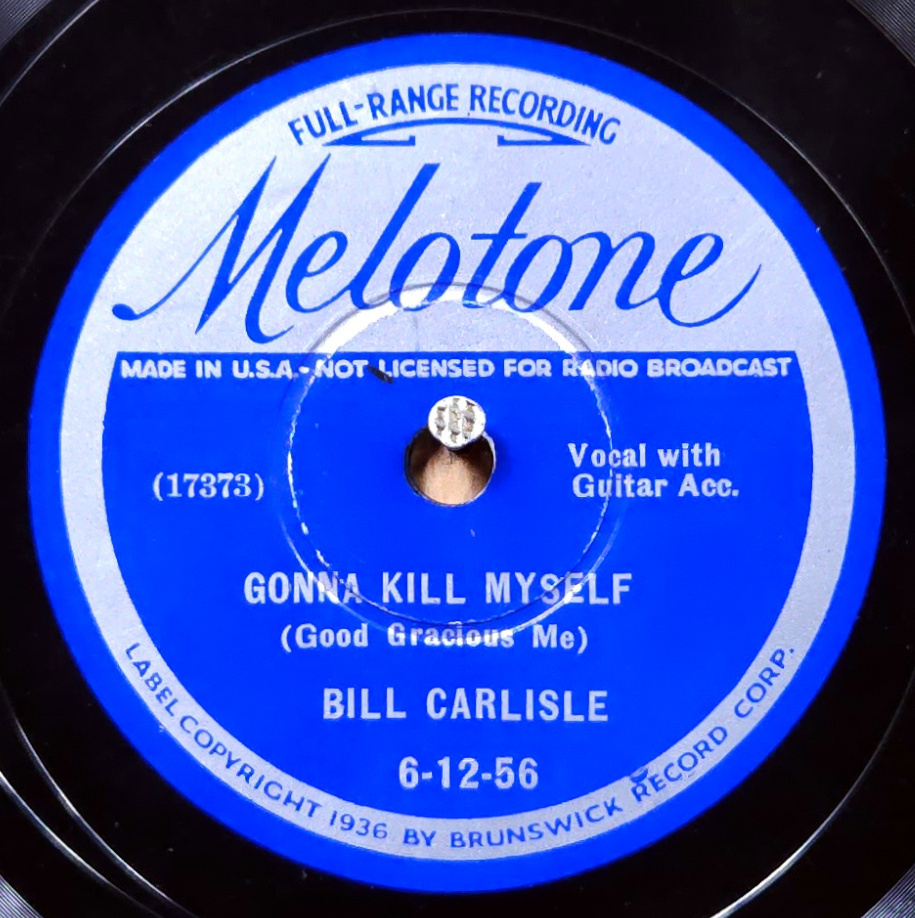 FULL-RANGE RECORDING
Melotone
MADE IN U.S.A.-NOT LICENSED FOR RADIO BROADCAST
(17373)
Vocal with
Guitar Acc.
GONNA KILL MYSELF
(Good Gracious Me)
BILL CARLISLE
6-12-56
LABEL COPYRIGHT 1936 BY BRUNSWICK RECORD CORP.